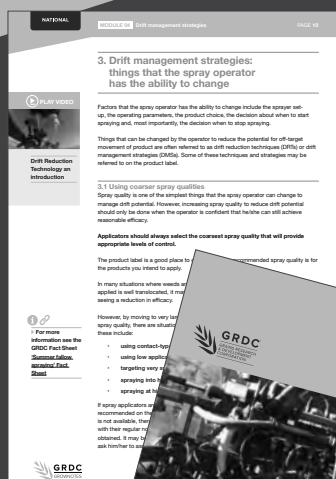 NATIONAL
MODULE 08 Drift management strategies
PAGE 10
3. Drift management strategies:
things that the spray operator
has the ability to change
PLAY VIDEO
Drift Reduction
Technology an
introduction
Factors that the spray operator has the ability to change include the sprayer set-
up, the operating parameters, the product choice, the decision about when to start
spraying and, most importantly, the decision when to stop spraying.
Things that can be changed by the operator to reduce the potential for off-target
movement of product are often referred to as drift reduction techniques (DRTs) or drift
management strategies (DMSs). Some of these techniques and strategies may be
referred to on the product label.
3.1 Using coarser spray qualities
Spray quality is one of the simplest things that the spray operator can change to
manage drift potential. However, increasing spray quality to reduce drift potential
should only be done when the operator is confident that he/she can still achieve
reasonable efficacy.
Applicators should always select the coarsest spray quality that will provide
appropriate levels of control.
The product label is a good place to
ommended spray quality is for
the products you intend to apply.
In many situations where weeds
applied is well translocated, it
seeing a reduction in efficacy.
However, by moving to very
spray quality, there are
these include:
• using
• using low
• targeting very
• spraying into
• spraying at
If spray applicators
recommended on the
is not available, then
with their regular
obtained. It may
ask him/her to
For more
information see the
GRDC Fact Sheet
'Summer fallow
spraying' Fact
Sheet
GRDC
GROWNOTES
GRDC
GRAINS RESEARCH
& DEVELOPMENT
CORPORATION